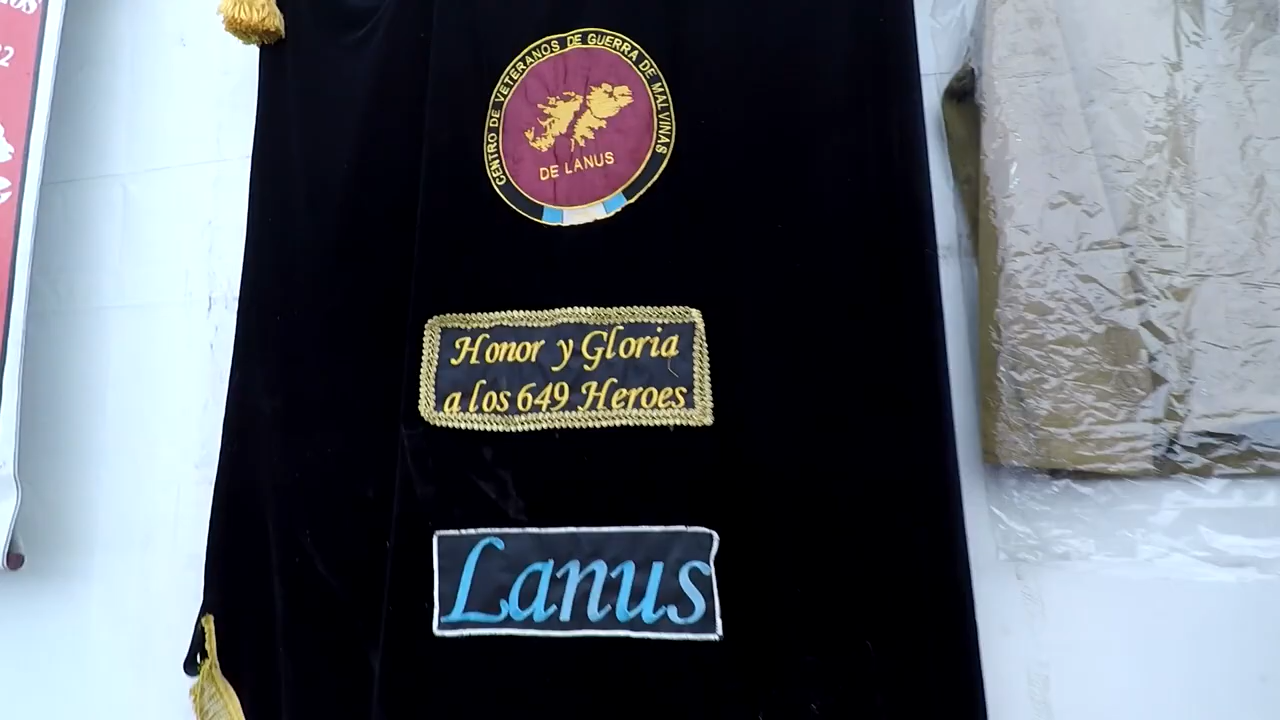 CENTRO DE VETERANOS DE GUERRA DE MALVINAS
DE LANUS
Honor y Gloria
a los 649 Heroes
Lanus